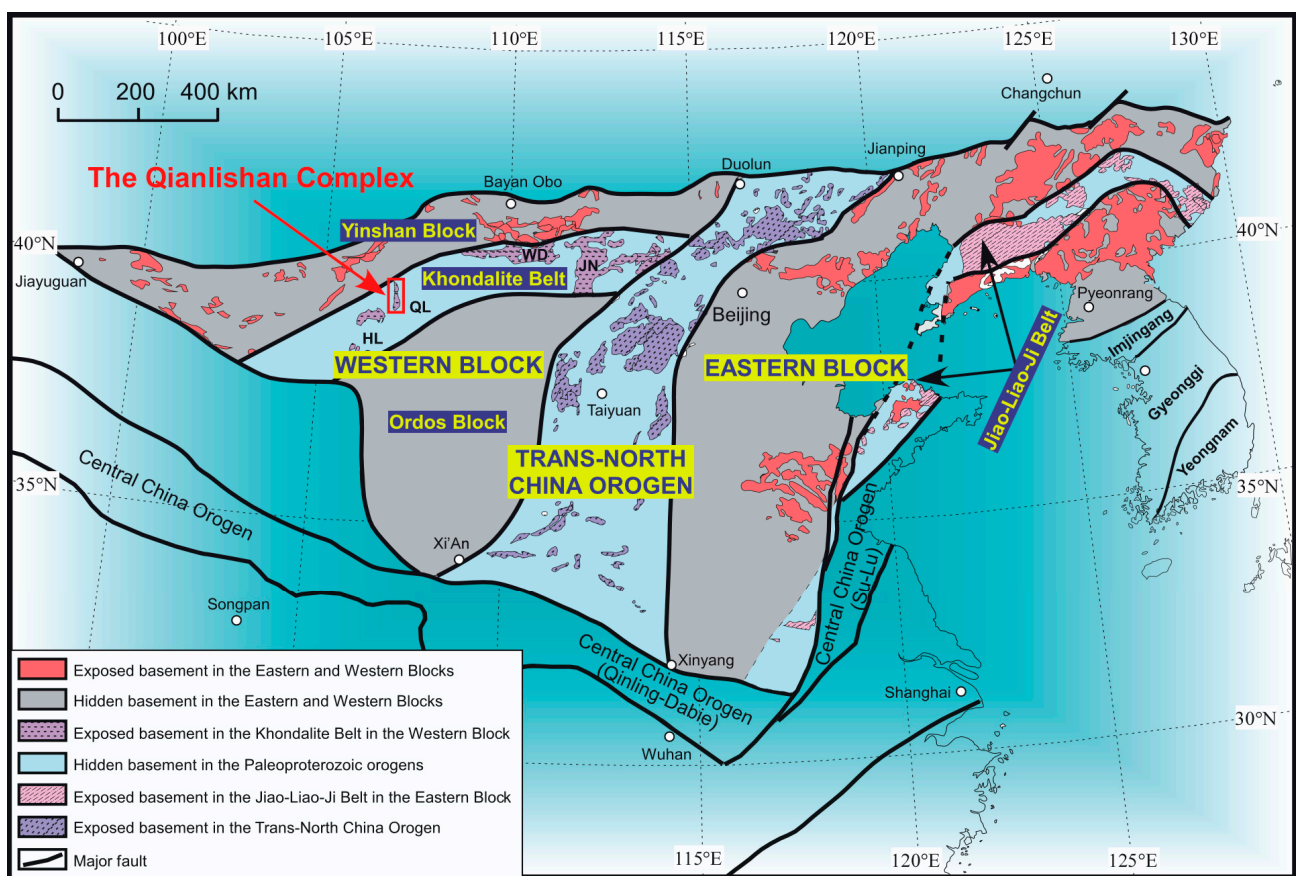 100°E
105°E
110°E
115°E
120°E
125°E
130°E
0 200 400 km
Changchun
Jianping
Duolun
The Qianlishan Complex
Bayan Obo
Yinshan Block
40°N
40°N
Jiayuguan
WD
JN
Khondalite Belt
QL
HL
Beijing
Pyeonrang
Imjingang
Gyeonggi
Yeongnam
Jiao-Liao-Ji Belt
WESTERN BLOCK
EASTERN BLOCK
Taiyuan
Ordos Block
TRANS-NORTH
CHINA OROGEN
35°N
35°N
Central China Orogen
Xi'An
Songpan
Central China Orogen
(Su-Lu)
Xinyang
Central China Orogen
(Qinling-Dabie)
Shanghai
Wuhan
30°N
Exposed basement in the Eastern and Western Blocks
Hidden basement in the Eastern and Western Blocks
Exposed basement in the Khondalite Belt in the Western Block
Hidden basement in the Paleoproterozoic orogens
Exposed basement in the Jiao-Liao-Ji Belt in the Eastern Block
Exposed basement in the Trans-North China Orogen
Major fault
115°E
120°E
125°E